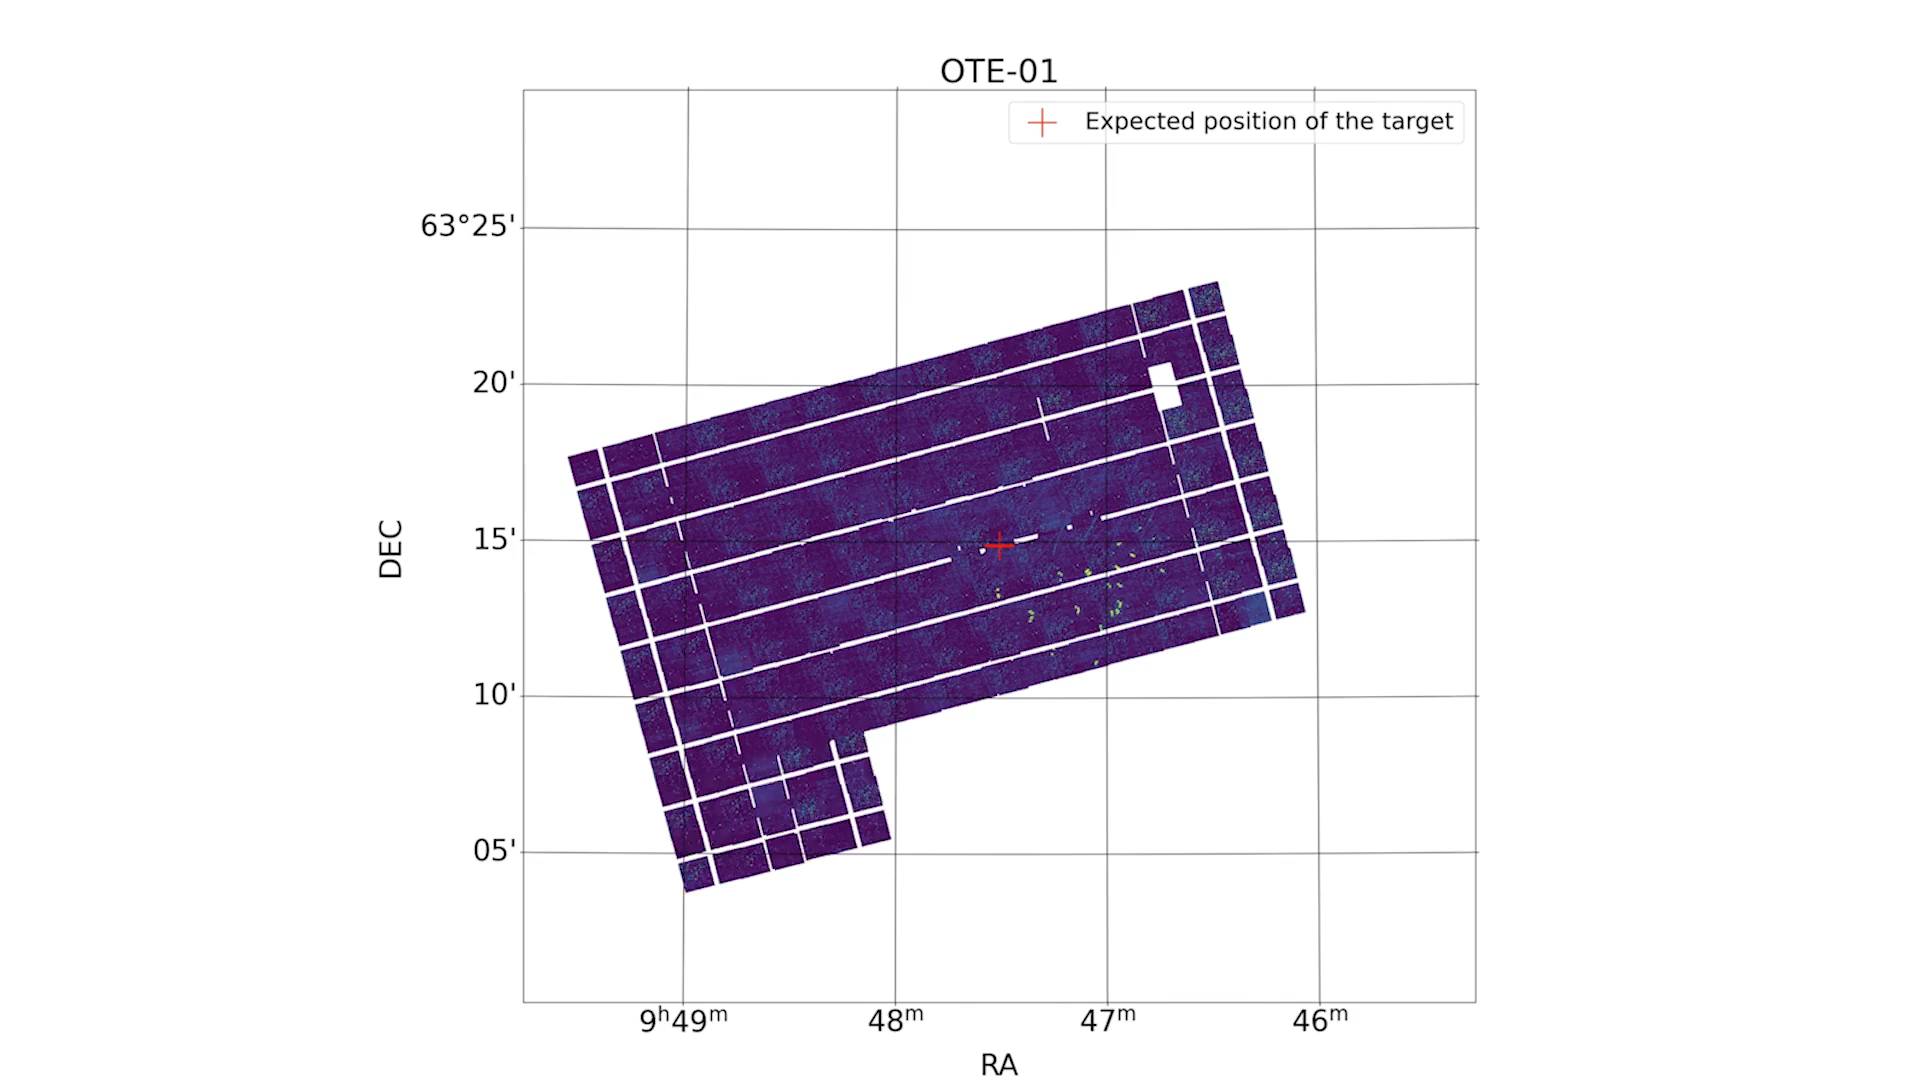 OTE-01
Expected position of the target
63°25'
20'
15'
10'
05'
DEC
9ʰ49ᵐ
48ᵐ
47ᵐ
46ᵐ
RA